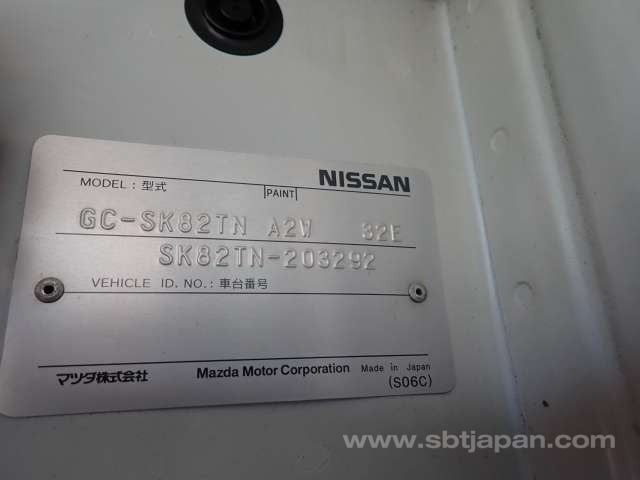 NISSAN
MODEL : 型式 PAINT
GC-SK82TN A2W 32E
SK82TN-203292
VEHICLE ID. NO. : 車台番号
マツダ株式会社 Mazda Motor Corporation Made in Japan
(S06C)
www.sbtjapan.com